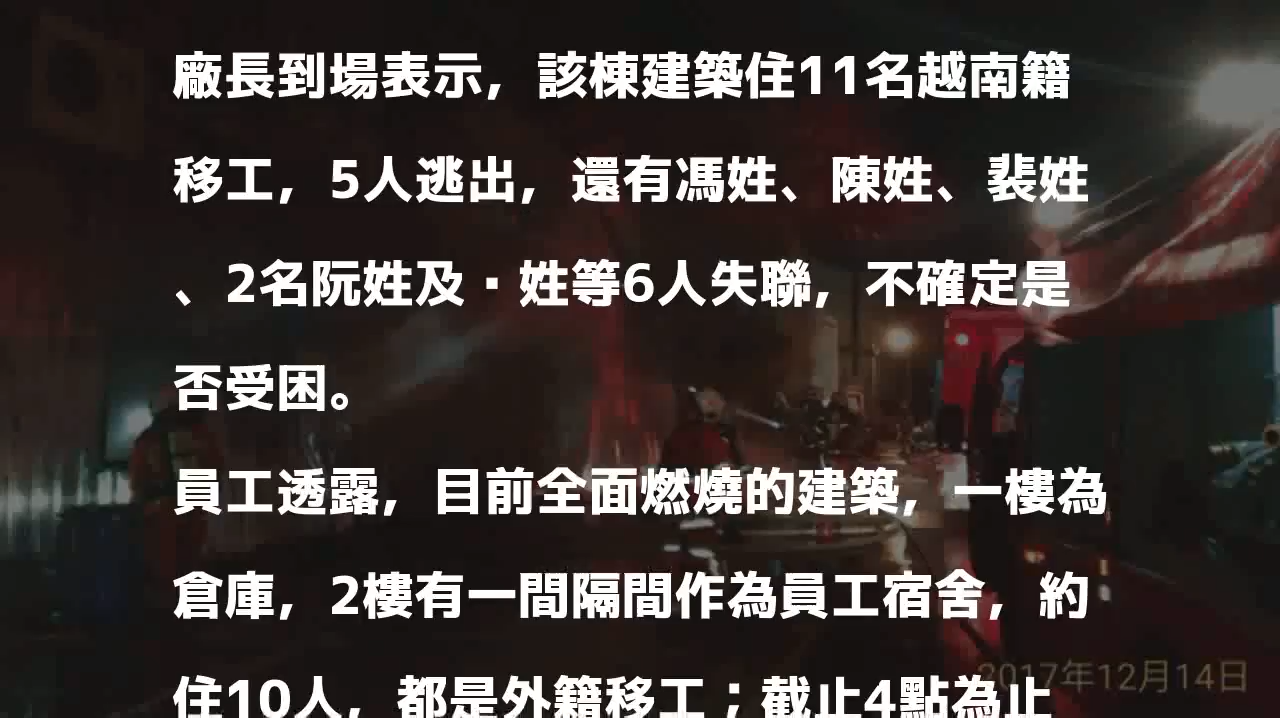 廠長到場表示，該棟建築住11名越南籍
移工，5人逃出，還有馮姓、陳姓、裴姓
、2名阮姓及・姓等6人失聯，不確定是
否受困。
員工透露，目前全面燃燒的建築，一樓為
倉庫，2樓有一間隔間作為員工宿舍，約
住10人，都是外籍移工；截止4點為止
2017年12月14日